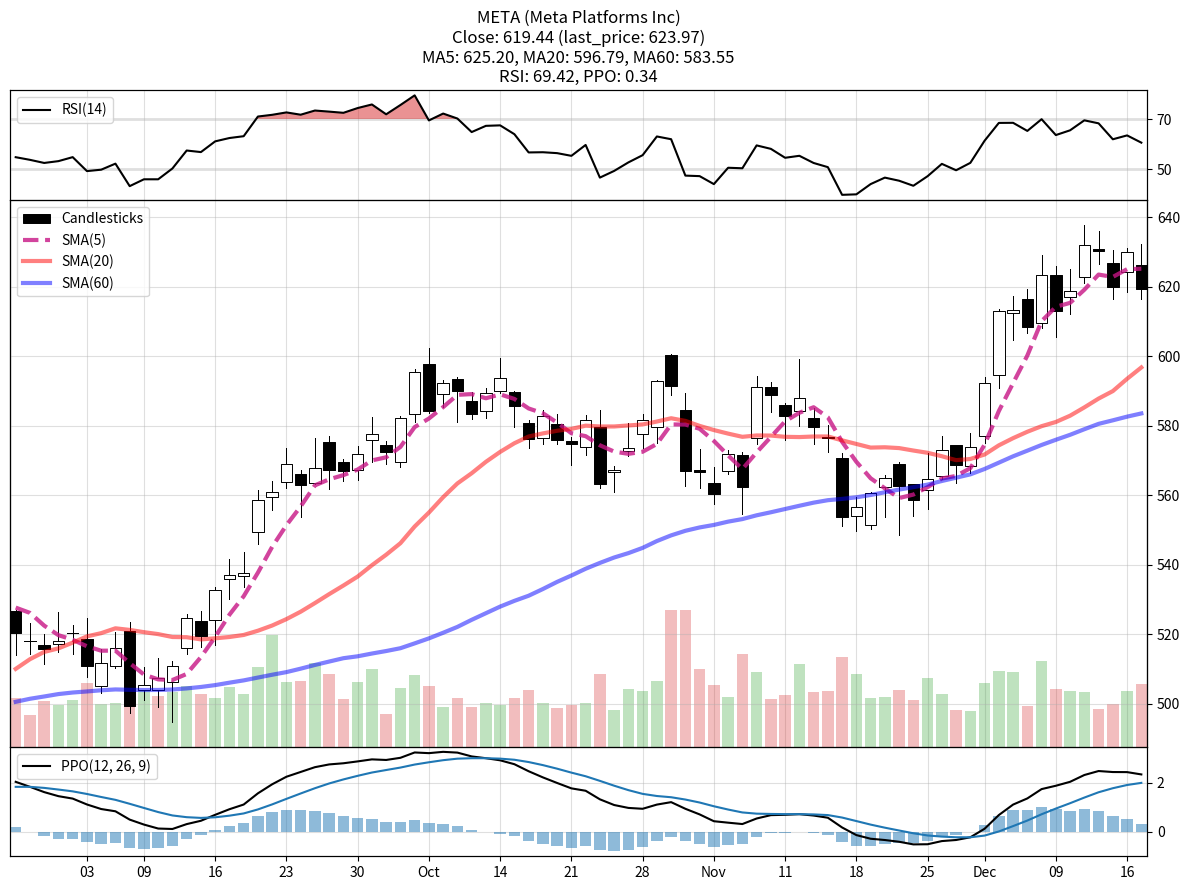 META (Meta Platforms Inc)
Close: 619.44 (last_price: 623.97)
MA5: 625.20, MA20: 596.79, MA60: 583.55
RSI: 69.42, PPO: 0.34
RSI(14)
70
50
Candlesticks
SMA(5)
SMA(20)
SMA(60)
640
620
600
580
560
540
520
500
PPO(12, 26, 9)
2
0
03 09 16 23 30 Oct 14 21 28 Nov 11 18 25 Dec 09 16